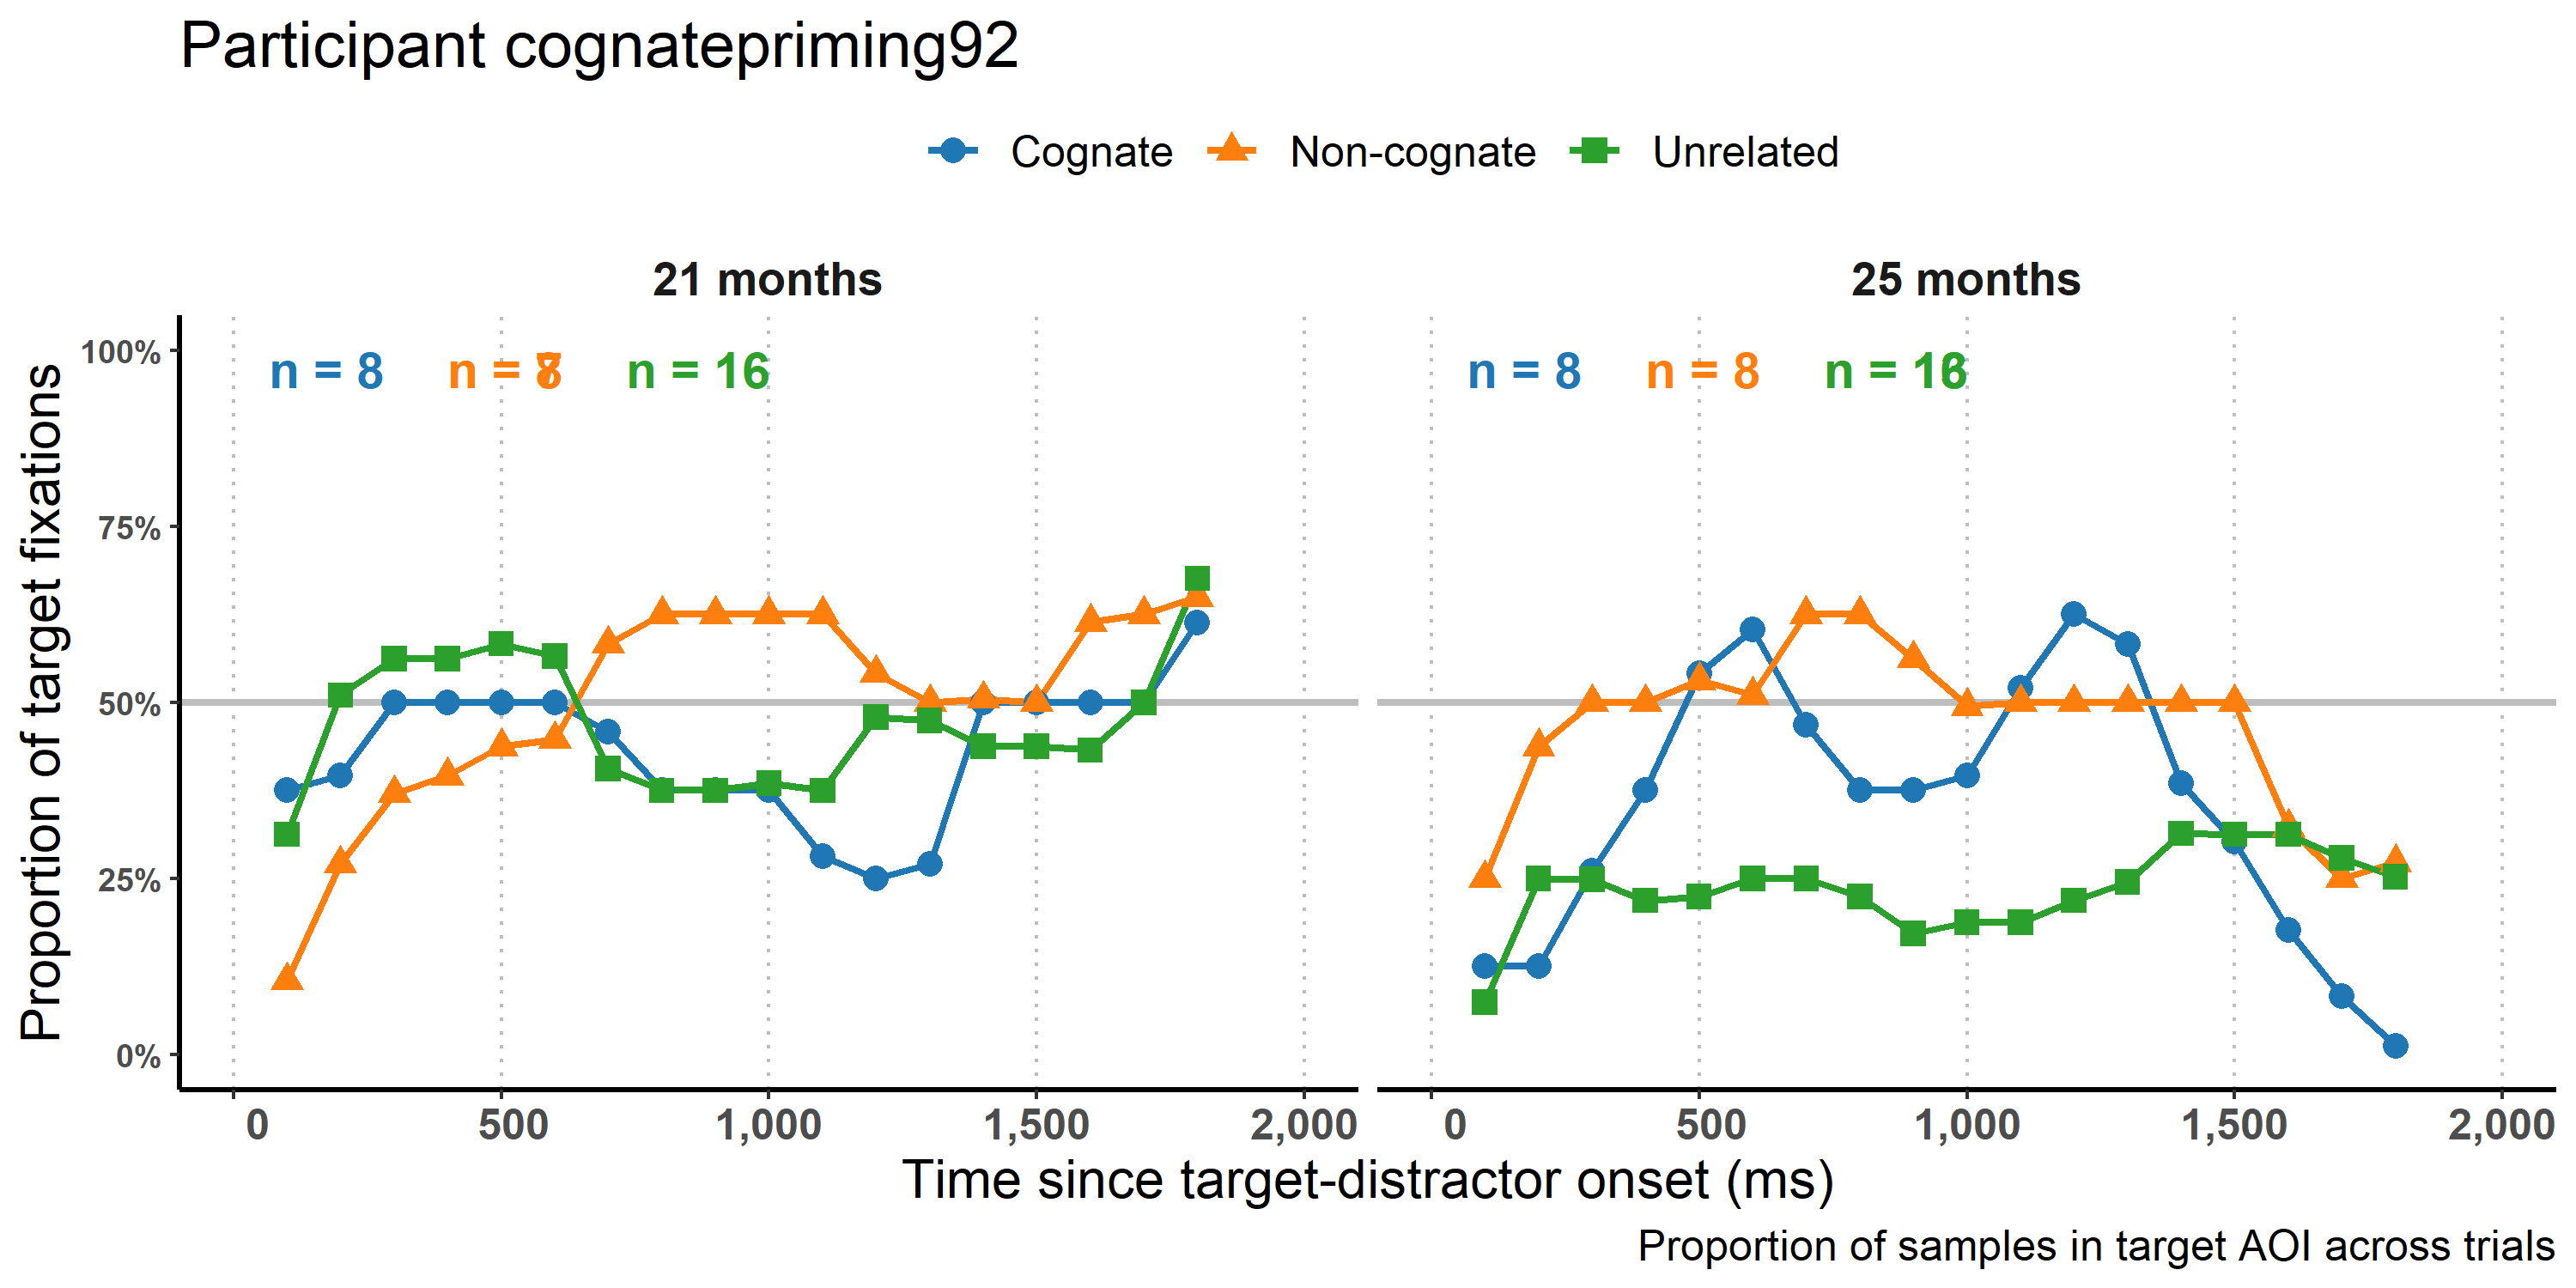 Participant cognatepriming92
Cognate Non-cognate Unrelated
21 months 25 months
Proportion of target fixations
100%
75%
50%
25%
0%
n = 8 n = n = 16
n = 8 n = 8 n =
0 500 1,000 1,500 2,000 0 500 1,000 1,500 2,000
Time since target-distractor onset (ms)
Proportion of samples in target AOI across trials